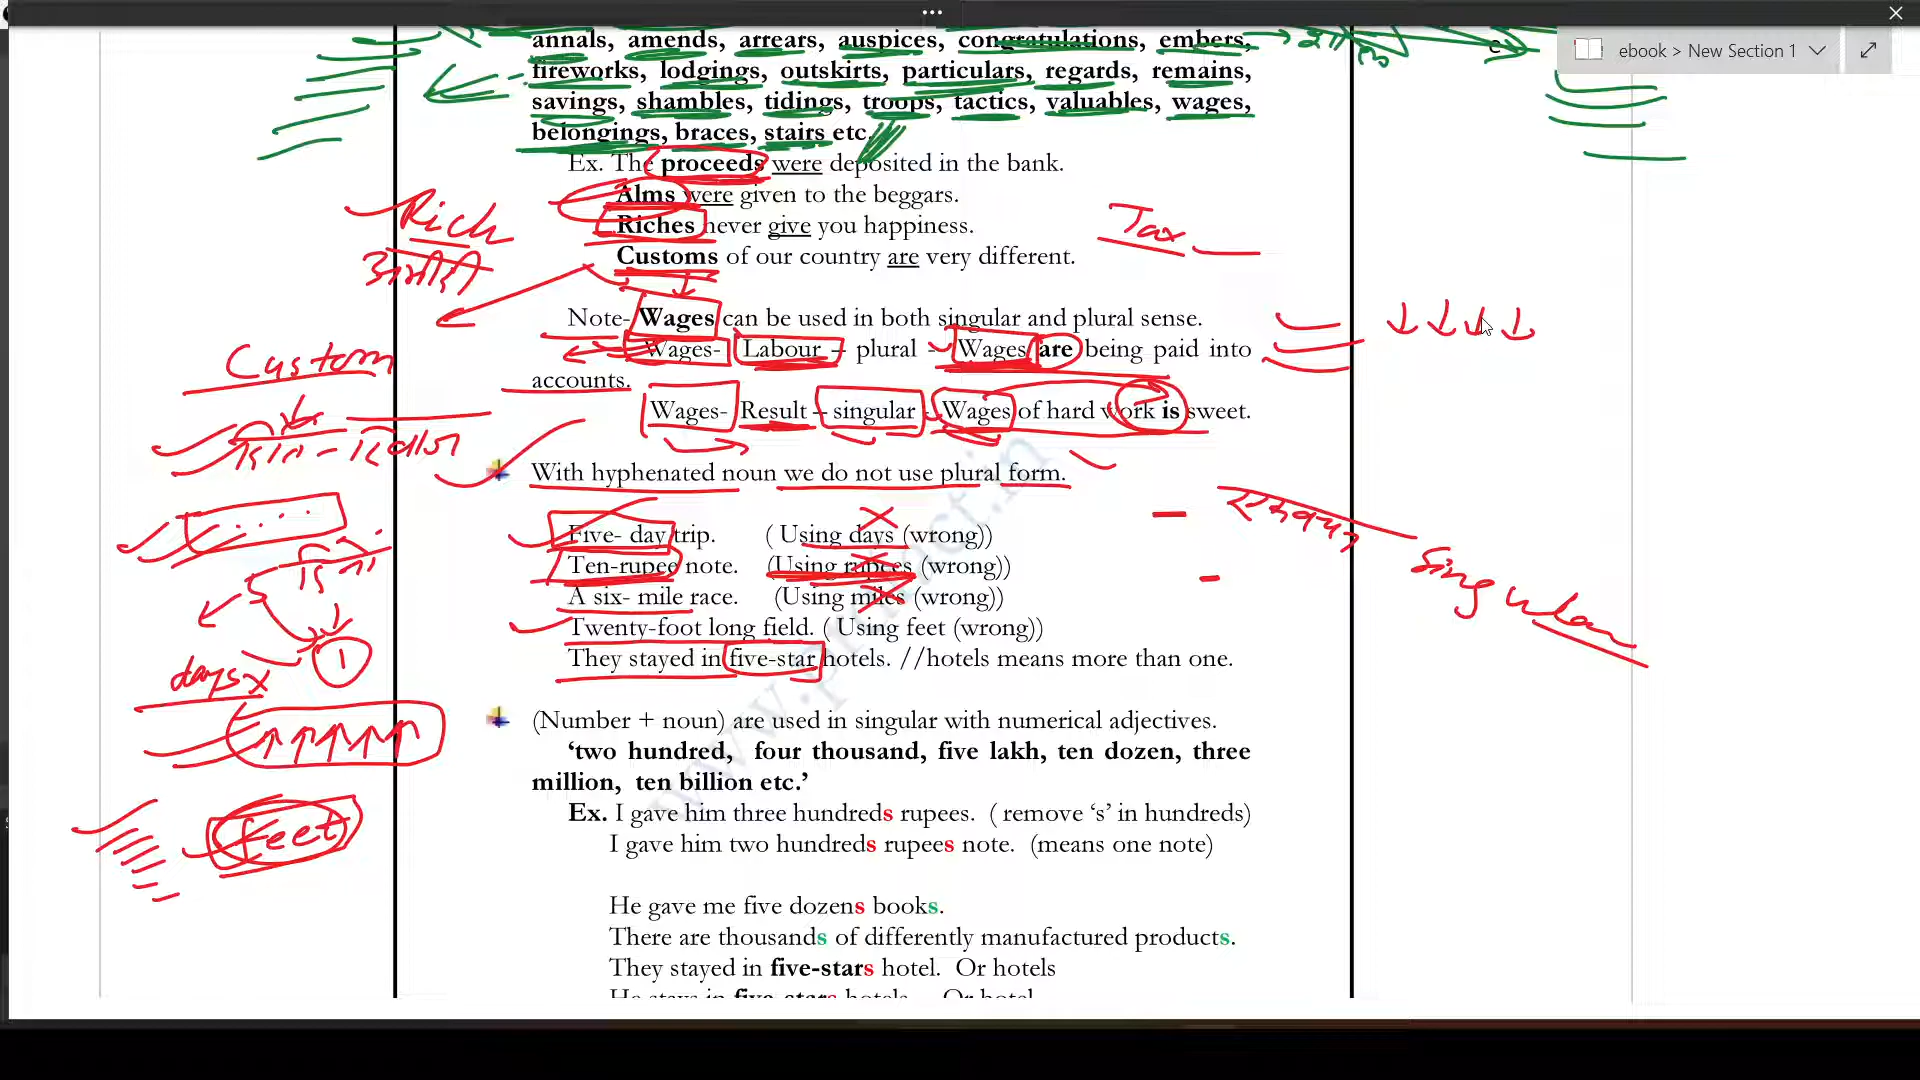 ebook > New Section 1
annals, amends, arrears, auspices, congratulations, embers,
fireworks, lodgings, outskirts, particulars, regards, remains,
savings, shambles, tidings, troops, tactics, valuables, wages,
belongings, braces, stairs etc.
Ex. The proceeds were deposited in the bank.
Alms were given to the beggars.
Rich
Riches never give you happiness.
Tax
Customs of our country are very different.
Note- Wages can be used in both singular and plural sense.
Wages- Labour – plural - Wages are being paid into
accounts.
Custom
Wages- Result – singular - Wages of hard work is sweet.
With hyphenated noun we do not use plural form.
Five- day trip. ( Using days (wrong))
Ten-rupee note. (Using rupees (wrong))
A six- mile race. (Using miles (wrong))
Singular
Twenty-foot long field. ( Using feet (wrong))
They stayed in five-star hotels. //hotels means more than one.
1
days x
(Number + noun) are used in singular with numerical adjectives.
‘two hundred, four thousand, five lakh, ten dozen, three
million, ten billion etc.’
Ex. I gave him three hundreds rupees. ( remove ‘s’ in hundreds)
Feet
I gave him two hundreds rupees note. (means one note)
He gave me five dozens books.
There are thousands of differently manufactured products.
They stayed in five-stars hotel. Or hotels
He stays in five-stars hotels. Or hotel